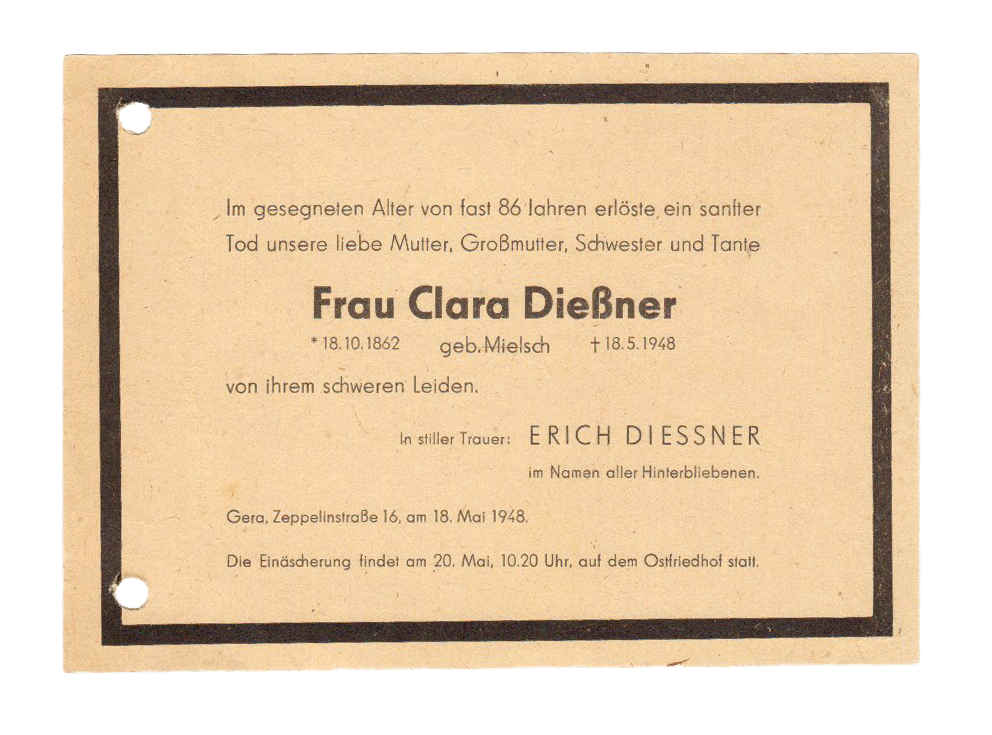 Im gesegneten Alter von fast 86 Jahren erlöste ein sanfter
Tod unsere liebe Mutter, Großmutter, Schwester und Tante
Frau Clara Dießner
* 18.10.1862 geb. Mielsch † 18.5.1948
von ihrem schweren Leiden.
In stiller Trauer: ERICH DIESSNER
im Namen aller Hinterbliebenen.
Gera, Zeppelinstraße 16, am 18. Mai 1948.
Die Einäscherung findet am 20. Mai, 10.20 Uhr, auf dem Ostfriedhof statt.